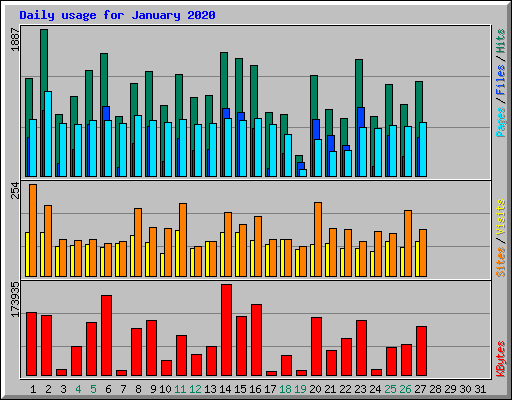 Daily usage for January 2020
1887
Pages / Files / Hits
254
Sites / Visits
173935
KBytes
1 2 3 4 5 6 7 8 9 10 11 12 13 14 15 16 17 18 19 20 21 22 23 24 25 26 27 28 29 30 31